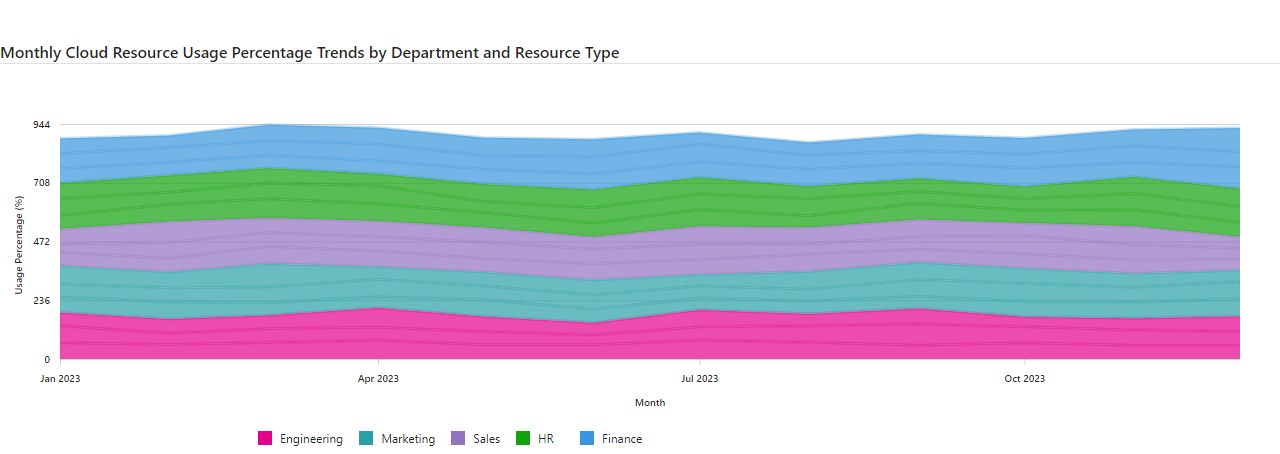 Monthly Cloud Resource Usage Percentage Trends by Department and Resource Type
944
708
472
236
0
Usage Percentage (%)
Jan 2023 Apr 2023 Jul 2023 Oct 2023
Month
Engineering Marketing Sales HR Finance